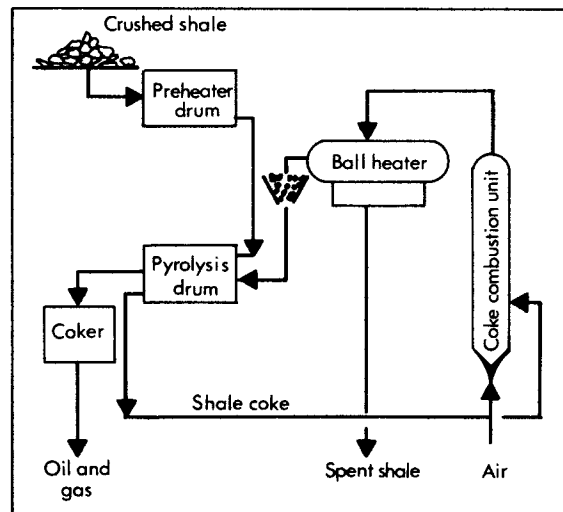 Crushed shale
Preheater
drum
Ball heater
Coke combustion unit
Pyrolysis
drum
Coker
Shale coke
Oil and
gas
Spent shale
Air